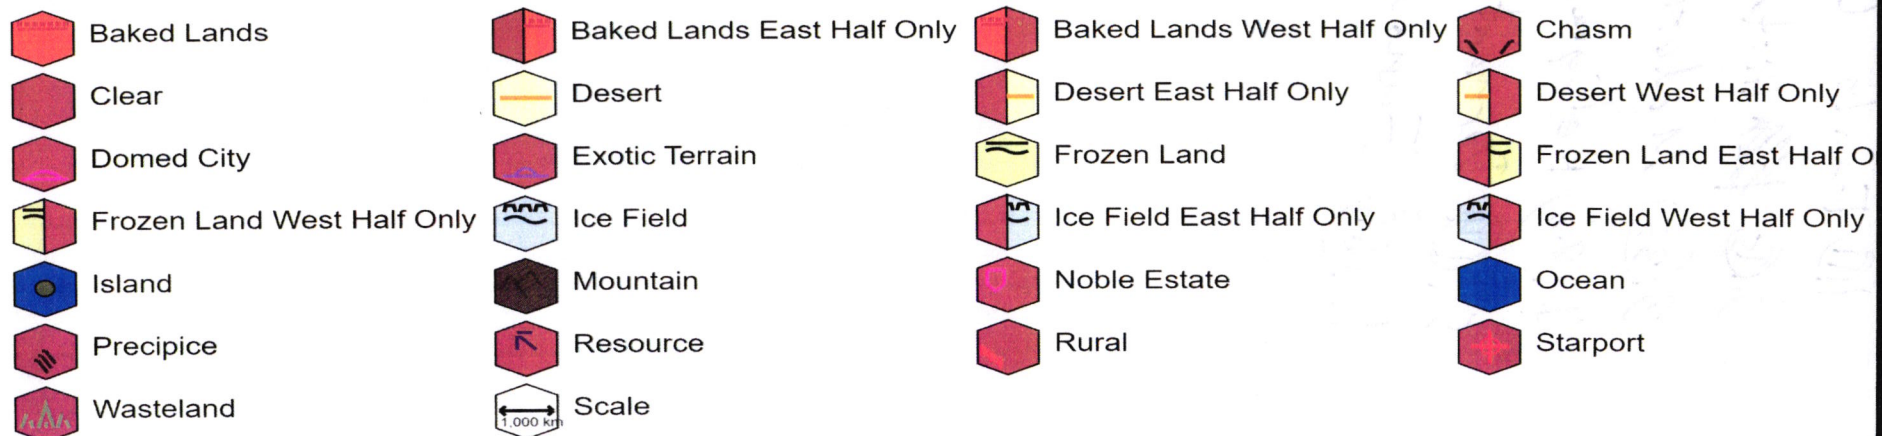 Baked Lands
Baked Lands East Half Only
Baked Lands West Half Only
Chasm
Clear
Desert
Desert East Half Only
Desert West Half Only
Domed City
Exotic Terrain
Frozen Land
Frozen Land East Half O
Frozen Land West Half Only
Ice Field
Ice Field East Half Only
Ice Field West Half Only
Island
Mountain
Noble Estate
Ocean
Precipice
Resource
Rural
Starport
Wasteland
1,000 km
Scale